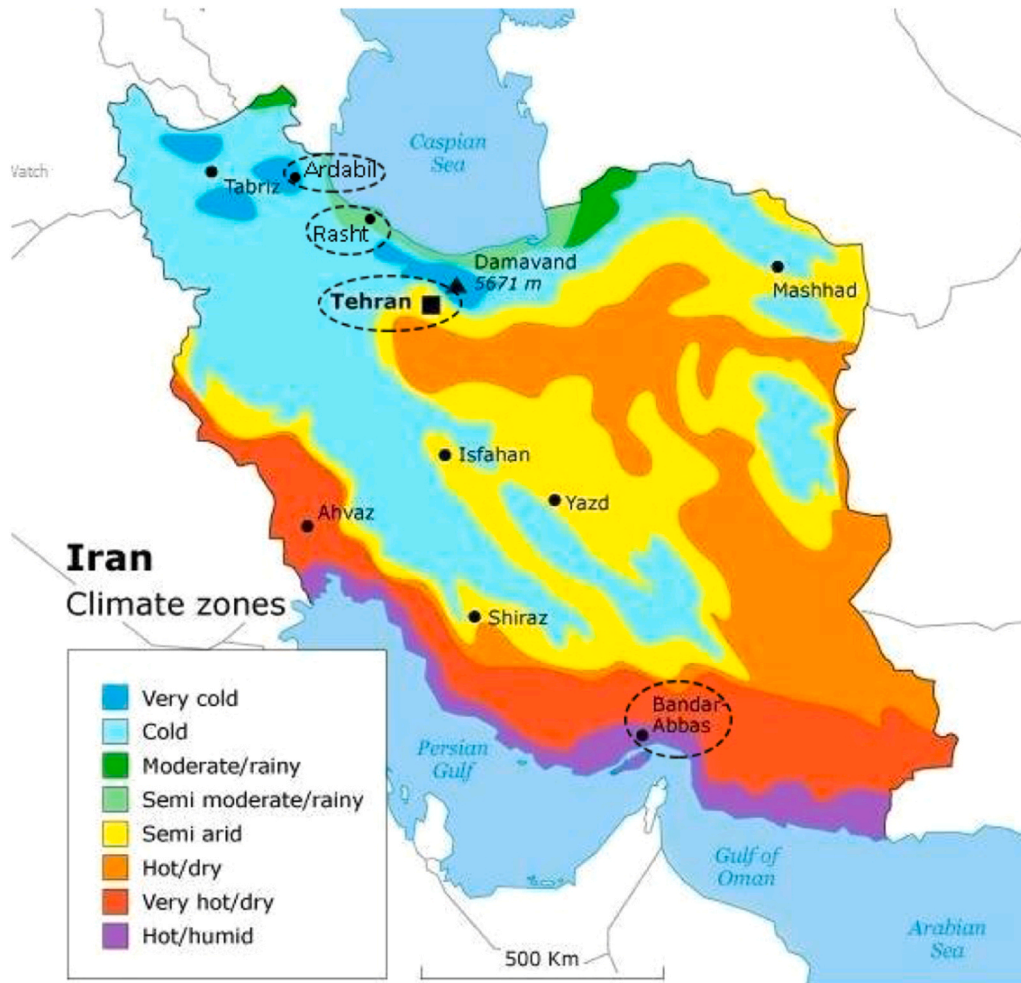 Caspian
Sea
Vatch
Ardabil
Tabriz
Rasht
Damavand
5671 m
Mashhad
Tehran
Isfahan
Yazd
Ahvaz
Iran
Climate zones
Shiraz
Bandar-
Abbas
Very cold
Cold
Moderate/rainy
Semi moderate/rainy
Semi arid
Hot/dry
Very hot/dry
Hot/humid
Persian
Gulf
Gulf of
Oman
Arabian
Sea
500 Km